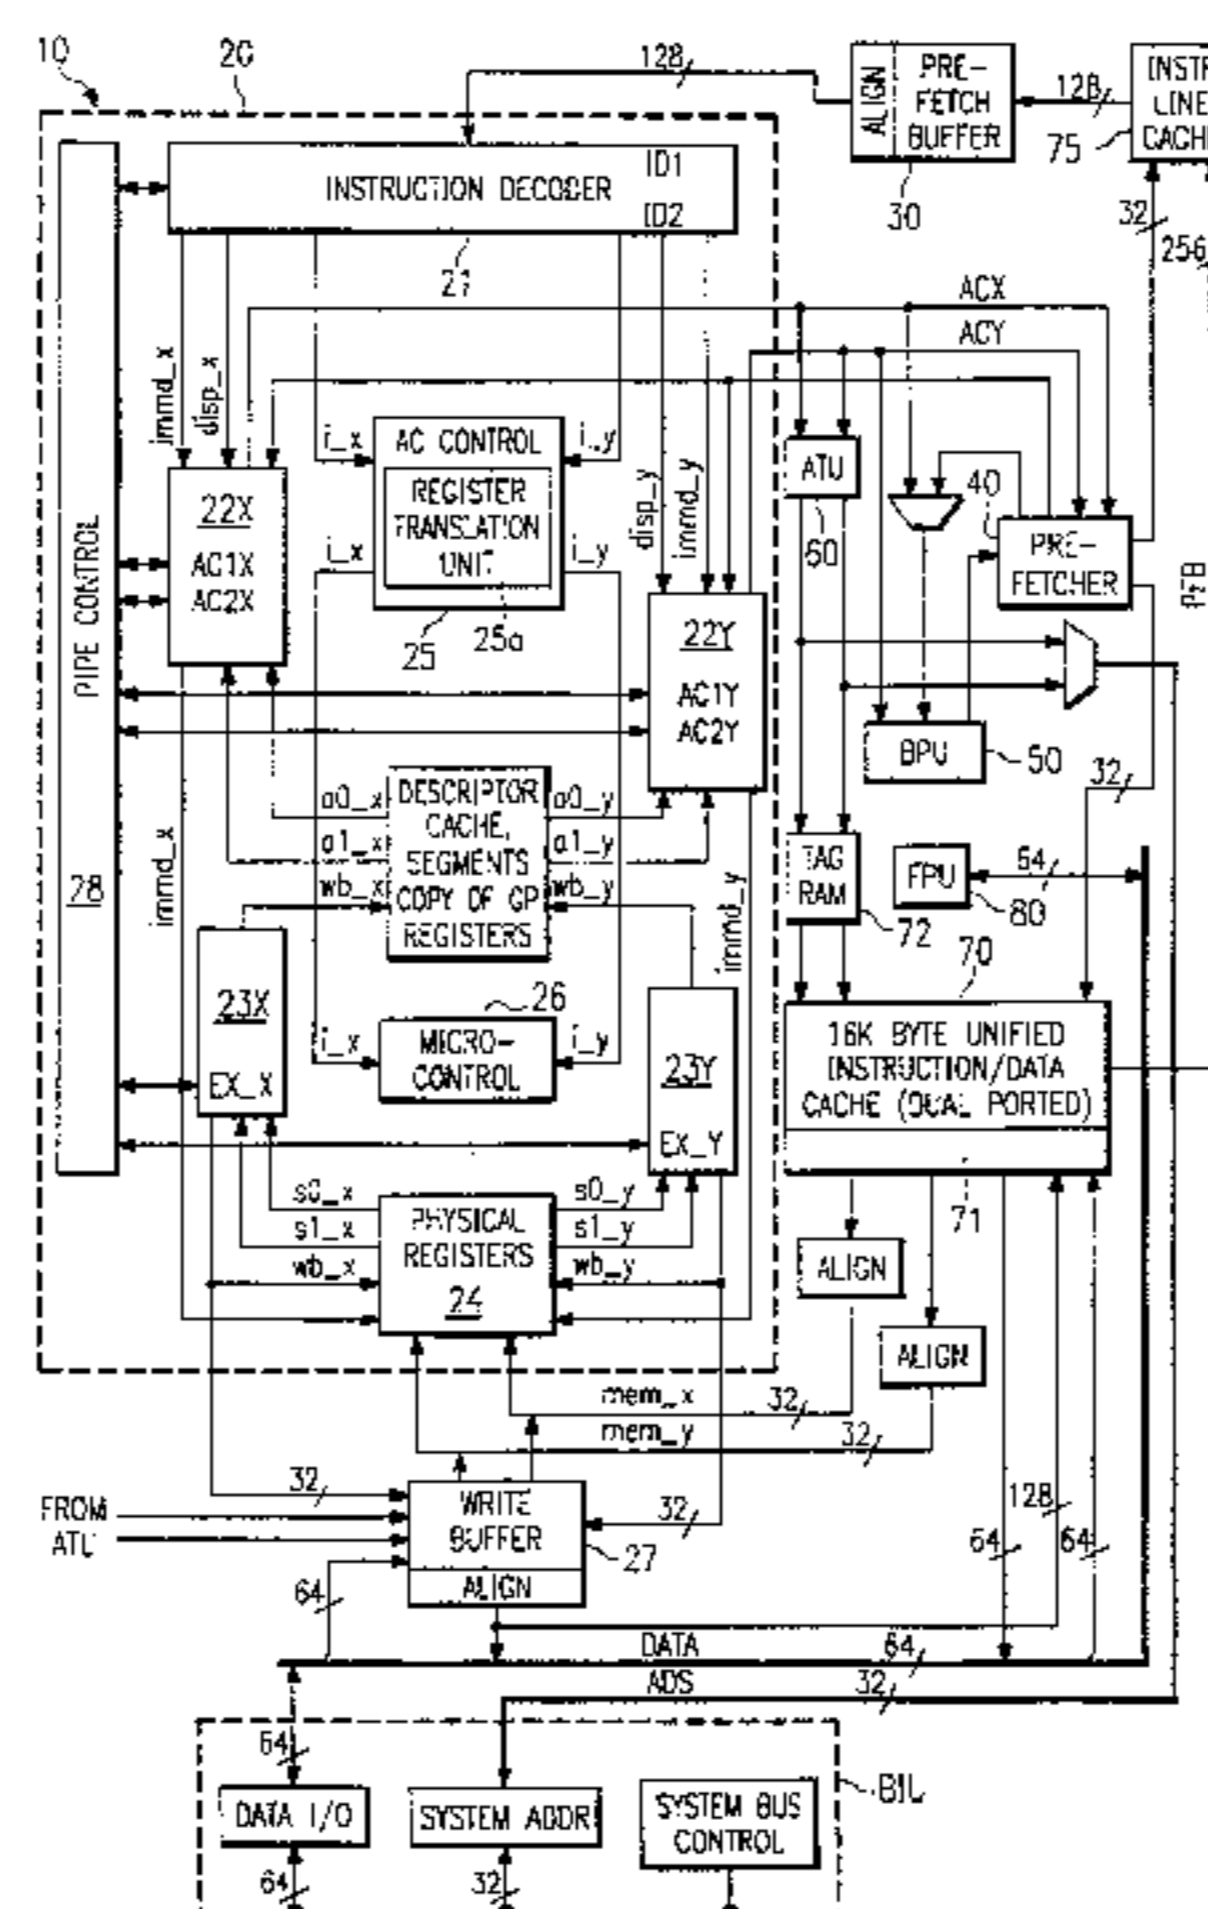 10
20
128
ALIGN
PRE-
FETCH
BUFFER
128
INSTR
LINE
CACHE
75
30
32
256
ID1
INSTRUCTION DECODER
ID2
21
ACX
ACY
immd_x
disp_x
i_x
AC CONTROL
i_y
REGISTER
TRANSLATION
UNIT
i_x
i_y
25
25a
disp_y
immd_y
22X
AC1X
AC2X
ATU
60
40
PRE-
FETCHER
PFB
PIPE CONTROL
28
22Y
AC1Y
AC2Y
BPU
50
32
a0_x
a1_x
wb_x
DESCRIPTOR
CACHE,
SEGMENTS
COPY OF GP
REGISTERS
a0_y
a1_y
wb_y
immd_x
immd_y
TAG
RAM
72
FPU
80
64
70
23X
EX_X
26
i_x
MICRO-
CONTROL
i_y
23Y
EX_Y
16K BYTE UNIFIED
INSTRUCTION/DATA
CACHE (DUAL PORTED)
71
s0_x
s1_x
wb_x
PHYSICAL
REGISTERS
24
s0_y
s1_y
wb_y
ALIGN
ALIGN
mem_x
32
mem_y
32
32
FROM
ATU
WRITE
BUFFER
ALIGN
32
27
64
128
64
64
DATA
64
ADS
32
64
DATA I/O
SYSTEM ADDR
SYSTEM BUS
CONTROL
BIU
64
32